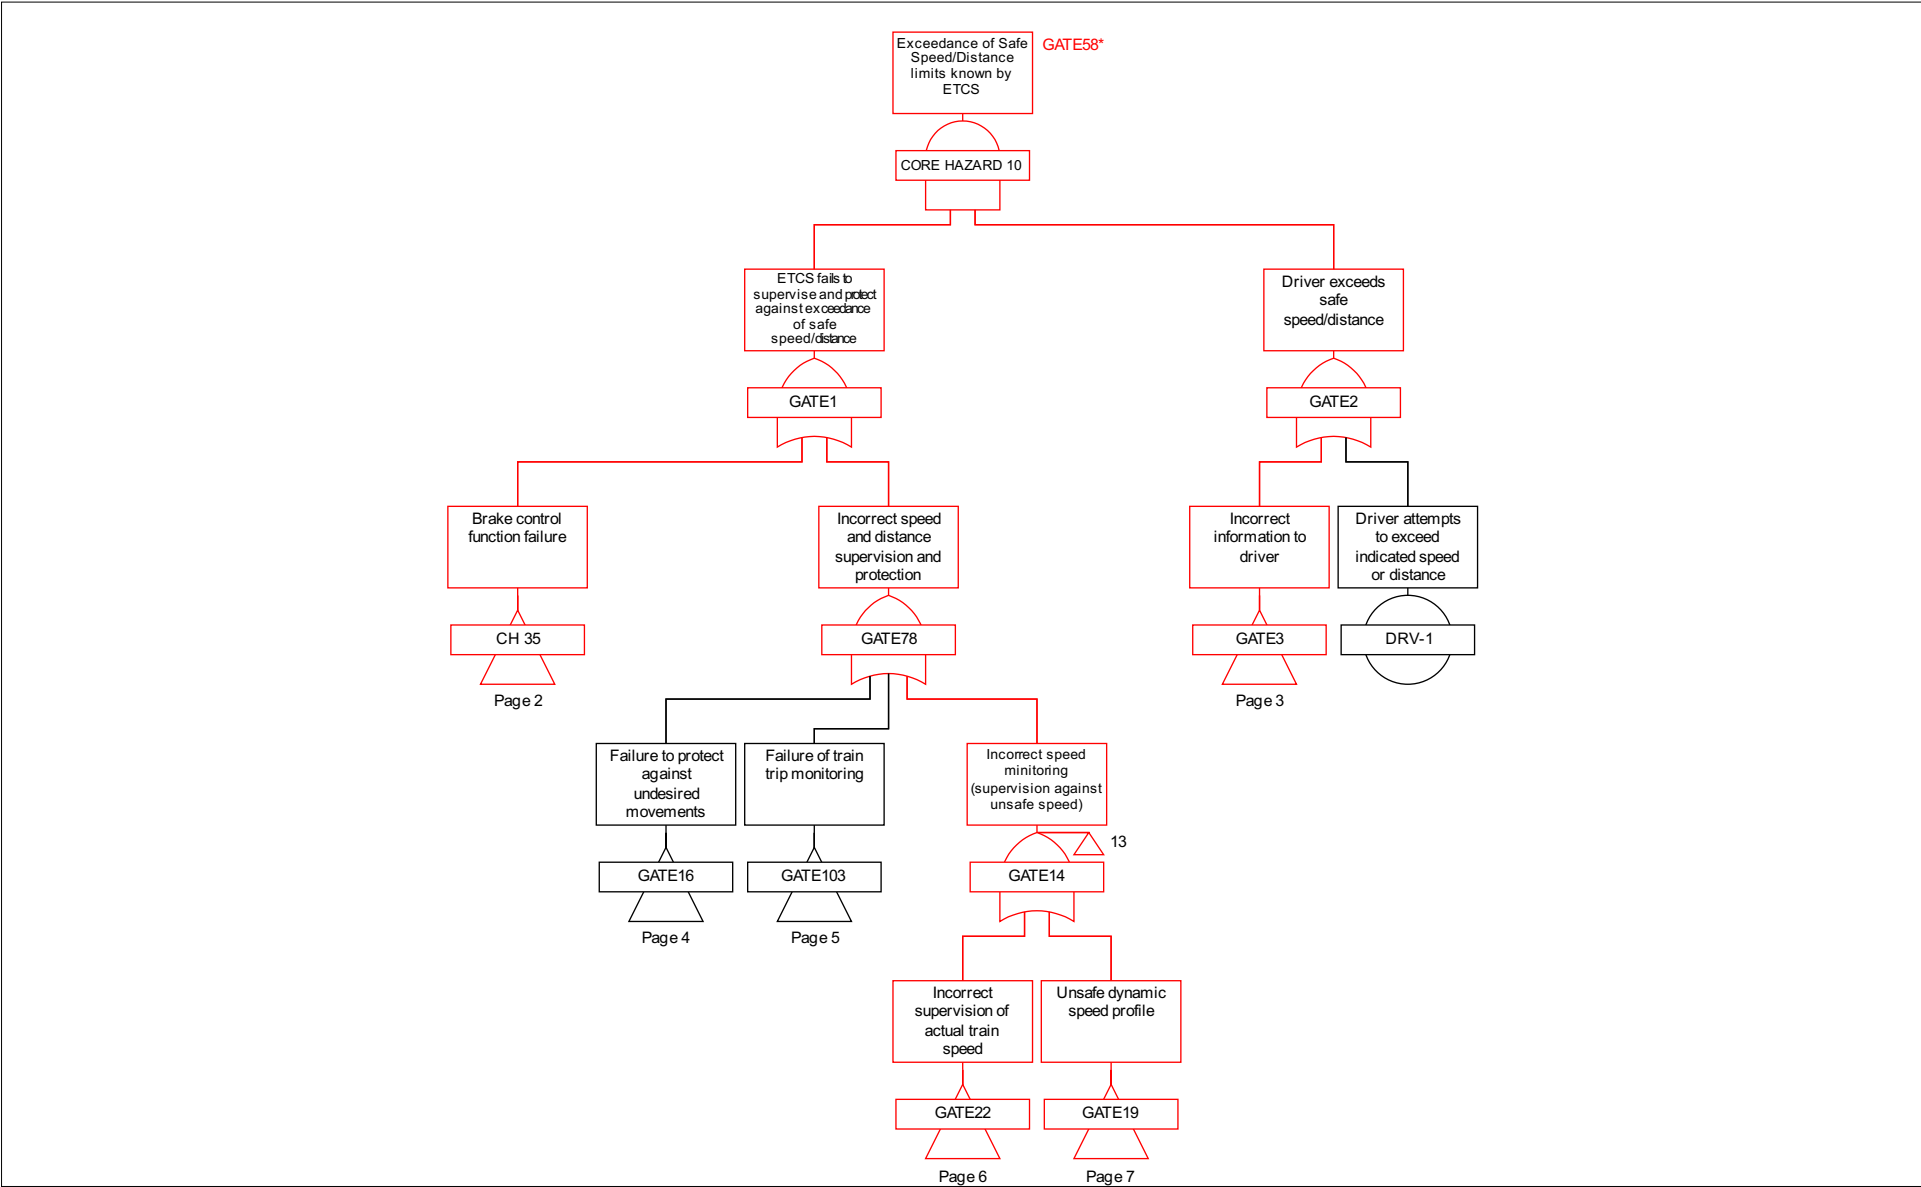 Exceedance of Safe
Speed/Distance
limits known by
ETCS
GATE58*
CORE HAZARD 10
ETCS fails to
supervise and protect
against exceedance
of safe
speed/distance
GATE1
Driver exceeds
safe
speed/distance
GATE2
Brake control
function failure
CH 35
Page 2
Incorrect speed
and distance
supervision and
protection
GATE78
Incorrect
information to
driver
GATE3
Page 3
Driver attempts
to exceed
indicated speed
or distance
DRV-1
Failure to protect
against
undesired
movements
GATE16
Page 4
Failure of train
trip monitoring
GATE103
Page 5
Incorrect speed
minitoring
(supervision against
unsafe speed)
13
GATE14
Incorrect
supervision of
actual train
speed
GATE22
Page 6
Unsafe dynamic
speed profile
GATE19
Page 7